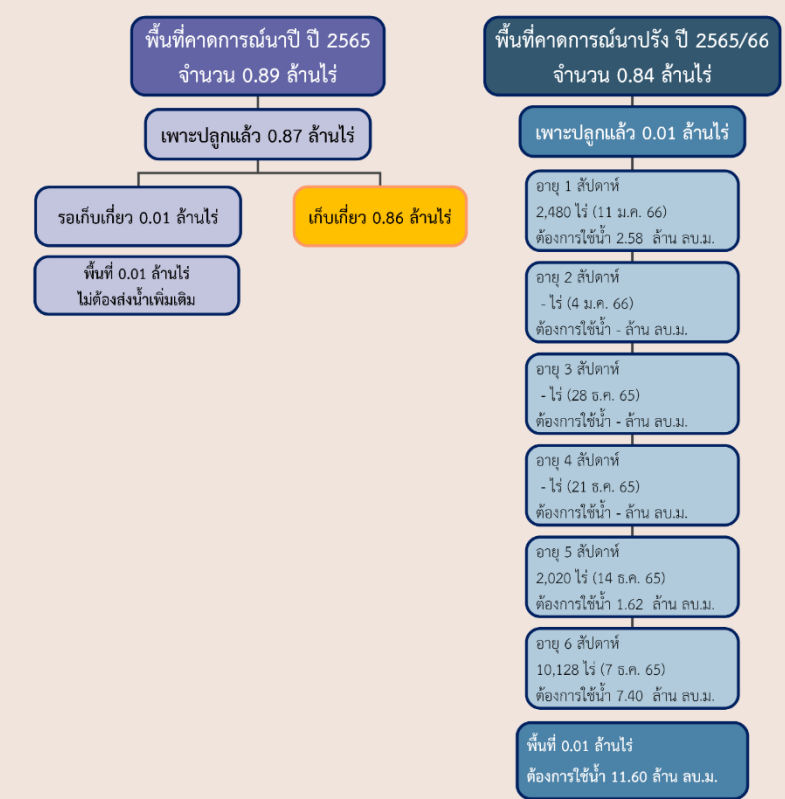 พื้นที่คาดการณ์นาปี ปี 2565
จำนวน 0.89 ล้านไร่
เพาะปลูกแล้ว 0.87 ล้านไร่
รอเก็บเกี่ยว 0.01 ล้านไร่
เก็บเกี่ยว 0.86 ล้านไร่
พื้นที่ 0.01 ล้านไร่
ไม่ต้องส่งน้ำเพิ่มเติม
พื้นที่คาดการณ์นาปรัง ปี 2565/66
จำนวน 0.84 ล้านไร่
เพาะปลูกแล้ว 0.01 ล้านไร่
อายุ 1 สัปดาห์
2,480 ไร่ (11 ม.ค. 66)
ต้องการใช้น้ำ 2.58 ล้าน ลบ.ม.
อายุ 2 สัปดาห์
- ไร่ (4 ม.ค. 66)
ต้องการใช้น้ำ - ล้าน ลบ.ม.
อายุ 3 สัปดาห์
- ไร่ (28 ธ.ค. 65)
ต้องการใช้น้ำ - ล้าน ลบ.ม.
อายุ 4 สัปดาห์
- ไร่ (21 ธ.ค. 65)
ต้องการใช้น้ำ - ล้าน ลบ.ม.
อายุ 5 สัปดาห์
2,020 ไร่ (14 ธ.ค. 65)
ต้องการใช้น้ำ 1.62 ล้าน ลบ.ม.
อายุ 6 สัปดาห์
10,128 ไร่ (7 ธ.ค. 65)
ต้องการใช้น้ำ 7.40 ล้าน ลบ.ม.
พื้นที่ 0.01 ล้านไร่
ต้องการใช้น้ำ 11.60 ล้าน ลบ.ม.